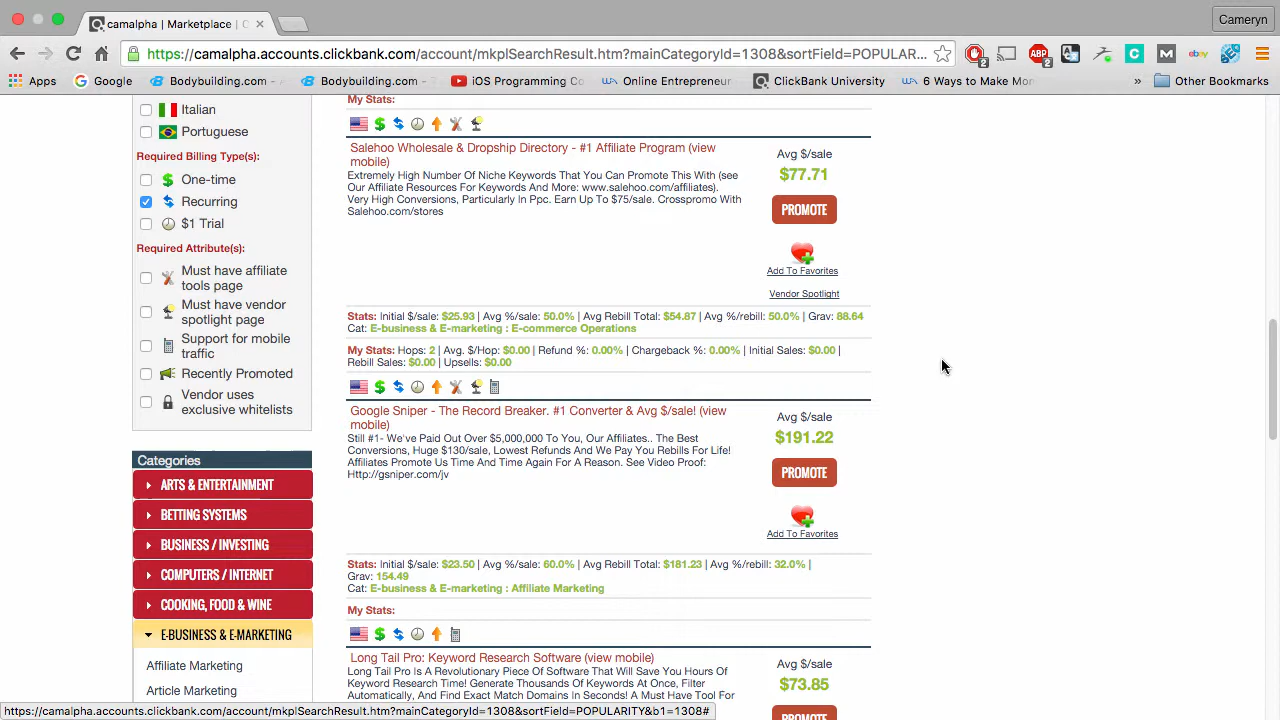 camalpha | Marketplace | C
Cameryn
https://camalpha.accounts.clickbank.com/account/mkplSearchResult.htm?mainCategoryId=1308&sortField=POPULAR...
Apps
Google
Bodybuilding.com -
Bodybuilding.com -
iOS Programming Co
Online Entrepreneur
ClickBank University
6 Ways to Make Mon
»
Other Bookmarks
Italian
Portuguese
Required Billing Type(s):
One-time
Recurring
$1 Trial
Required Attribute(s):
Must have affiliate
tools page
Must have vendor
spotlight page
Support for mobile
traffic
Recently Promoted
Vendor uses
exclusive whitelists
Categories
ARTS & ENTERTAINMENT
BETTING SYSTEMS
BUSINESS / INVESTING
COMPUTERS / INTERNET
COOKING, FOOD & WINE
E-BUSINESS & E-MARKETING
Affiliate Marketing
Article Marketing
My Stats:
Salehoo Wholesale & Dropship Directory - #1 Affiliate Program (view
mobile)
Extremely High Number Of Niche Keywords That You Can Promote This With (see
Our Affiliate Resources For Keywords And More: www.salehoo.com/affiliates).
Very High Conversions, Particularly In Ppc. Earn Up To $75/sale. Crosspromo With
Salehoo.com/stores
Avg $/sale
$77.71
PROMOTE
Add To Favorites
Vendor Spotlight
Stats: Initial $/sale: $25.93 | Avg %/sale: 50.0% | Avg Rebill Total: $54.87 | Avg %/rebill: 50.0% | Grav: 88.64
Cat: E-business & E-marketing : E-commerce Operations
My Stats: Hops: 2 | Avg. $/Hop: $0.00 | Refund %: 0.00% | Chargeback %: 0.00% | Initial Sales: $0.00 |
Rebill Sales: $0.00 | Upsells: $0.00
Google Sniper - The Record Breaker. #1 Converter & Avg $/sale! (view
mobile)
Still #1- We've Paid Out Over $5,000,000 To You, Our Affiliates.. The Best
Conversions, Huge $130/sale, Lowest Refunds And We Pay You Rebills For Life!
Affiliates Promote Us Time And Time Again For A Reason. See Video Proof:
Http://gsniper.com/jv
Avg $/sale
$191.22
PROMOTE
Add To Favorites
Stats: Initial $/sale: $23.50 | Avg %/sale: 60.0% | Avg Rebill Total: $181.23 | Avg %/rebill: 32.0% |
Grav: 154.49
Cat: E-business & E-marketing : Affiliate Marketing
My Stats:
Long Tail Pro: Keyword Research Software (view mobile)
Long Tail Pro Is A Revolutionary Piece Of Software That Will Save You Hours Of
Keyword Research Time! Generate Thousands Of Keywords At Once, Filter
Automatically, And Find Exact Match Domains In Seconds! A Must Have Tool For
Avg $/sale
$73.85
PROMOTE
https://camalpha.accounts.clickbank.com/account/mkplSearchResult.htm?mainCategoryId=1308&sortField=POPULARITY&b1=1308#